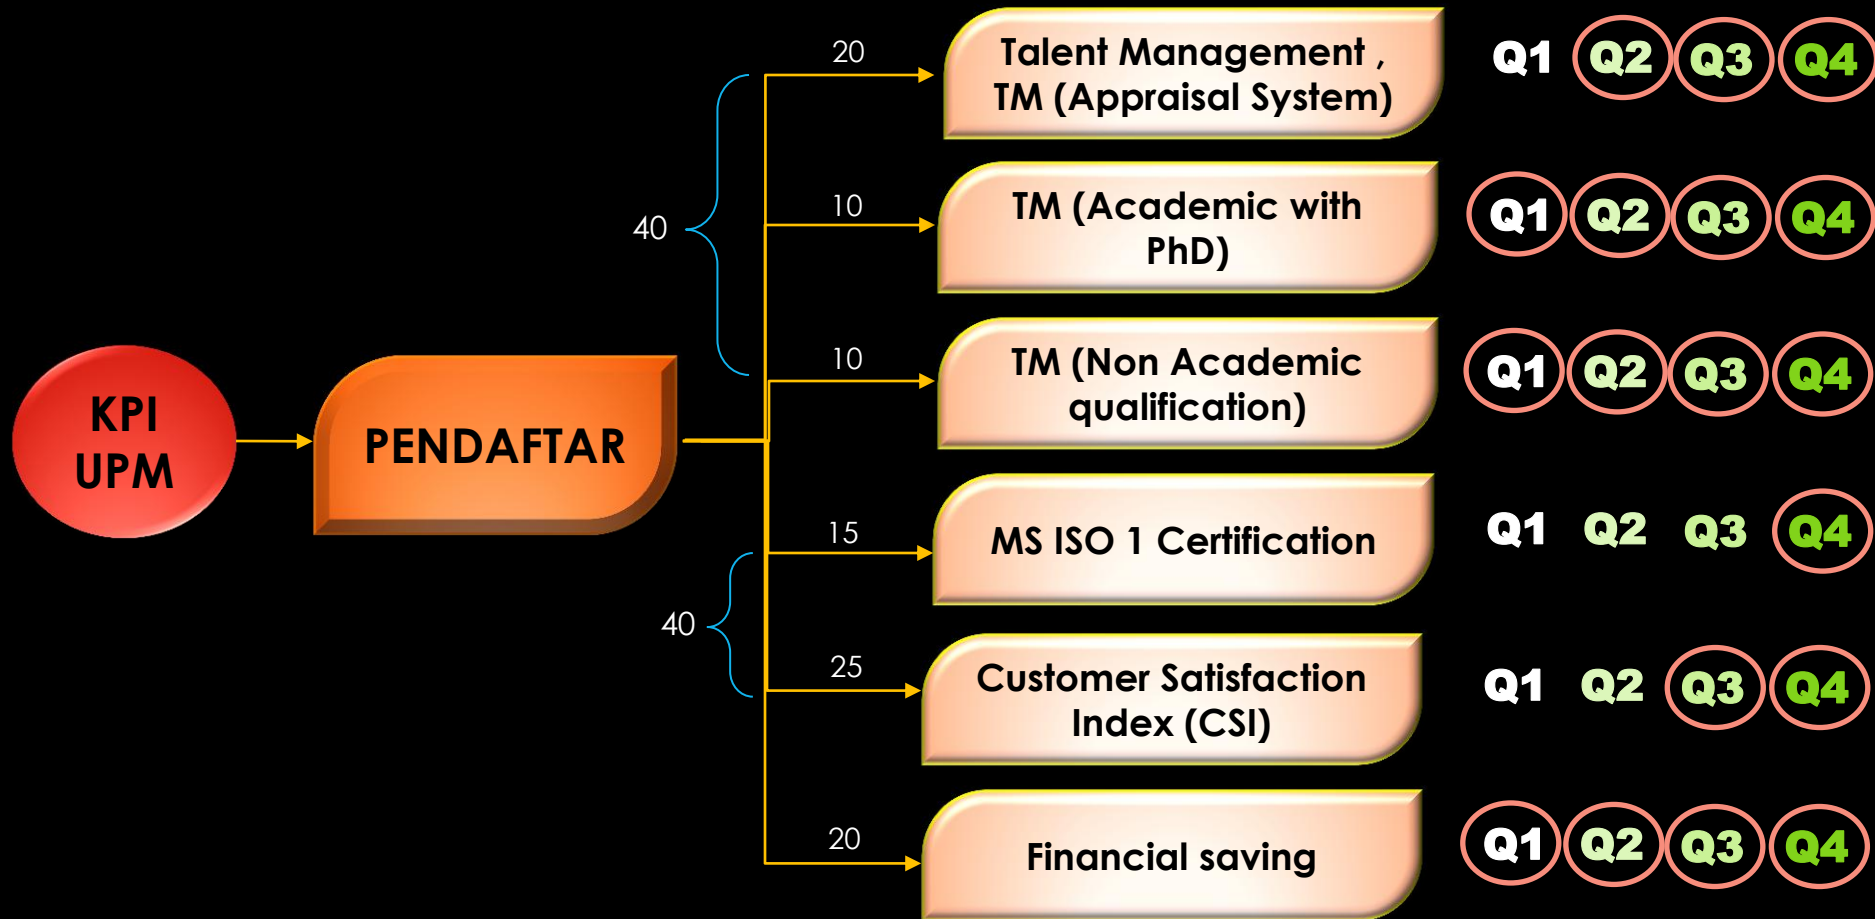 KPI
UPM
PENDAFTAR
40
40
20
Talent Management ,
TM (Appraisal System)
Q1 Q2 Q3 Q4
10
TM (Academic with
PhD)
Q1 Q2 Q3 Q4
10
TM (Non Academic
qualification)
Q1 Q2 Q3 Q4
15
MS ISO 1 Certification
Q1 Q2 Q3 Q4
25
Customer Satisfaction
Index (CSI)
Q1 Q2 Q3 Q4
20
Financial saving
Q1 Q2 Q3 Q4